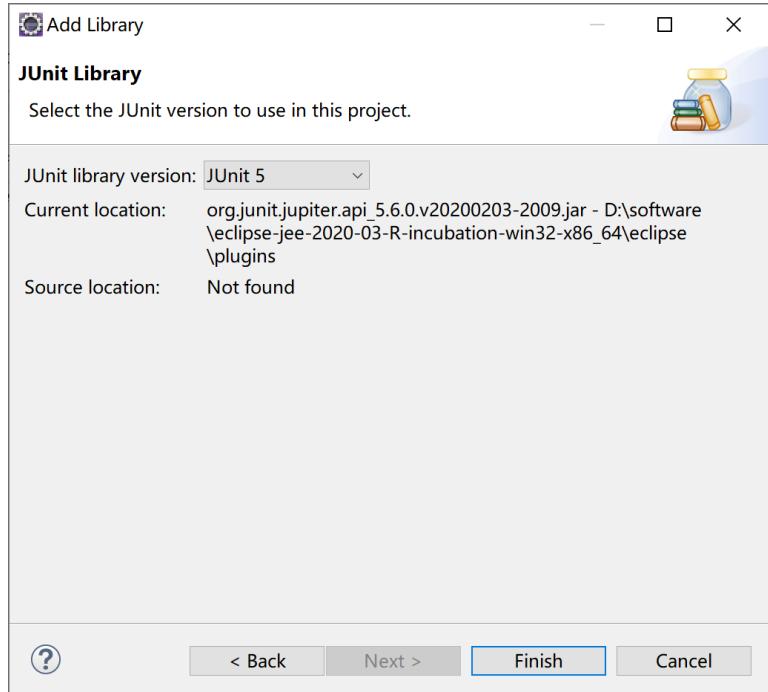 Add Library
JUnit Library
Select the JUnit version to use in this project.
JUnit library version: JUnit 5
Current location: org.junit.jupiter.api_5.6.0.v20200203-2009.jar - D:\software
\eclipse-jee-2020-03-R-incubation-win32-x86_64\eclipse
\plugins
Source location: Not found
? < Back Next > Finish Cancel